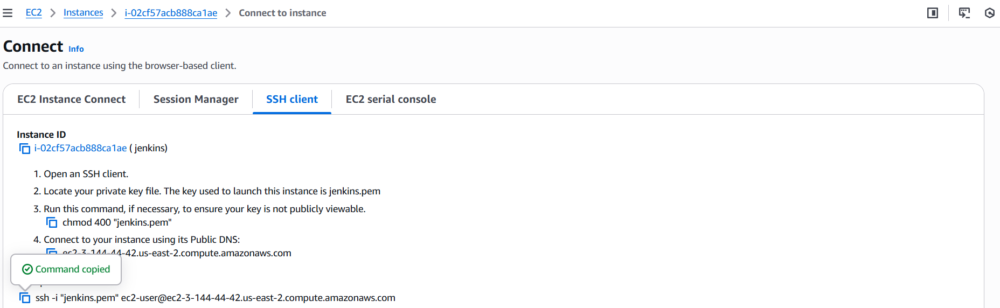 EC2 > Instances > i-02cf57acb888ca1ae > Connect to instance
Connect Info
Connect to an instance using the browser-based client.
EC2 Instance Connect Session Manager SSH client EC2 serial console
Instance ID
i-02cf57acb888ca1ae ( jenkins)
1. Open an SSH client.
2. Locate your private key file. The key used to launch this instance is jenkins.pem
3. Run this command, if necessary, to ensure your key is not publicly viewable.
chmod 400 "jenkins.pem"
4. Connect to your instance using its Public DNS:
ec2-3-144-44-42.us-east-2.compute.amazonaws.com
Command copied
ssh -i "jenkins.pem" ec2-user@ec2-3-144-44-42.us-east-2.compute.amazonaws.com